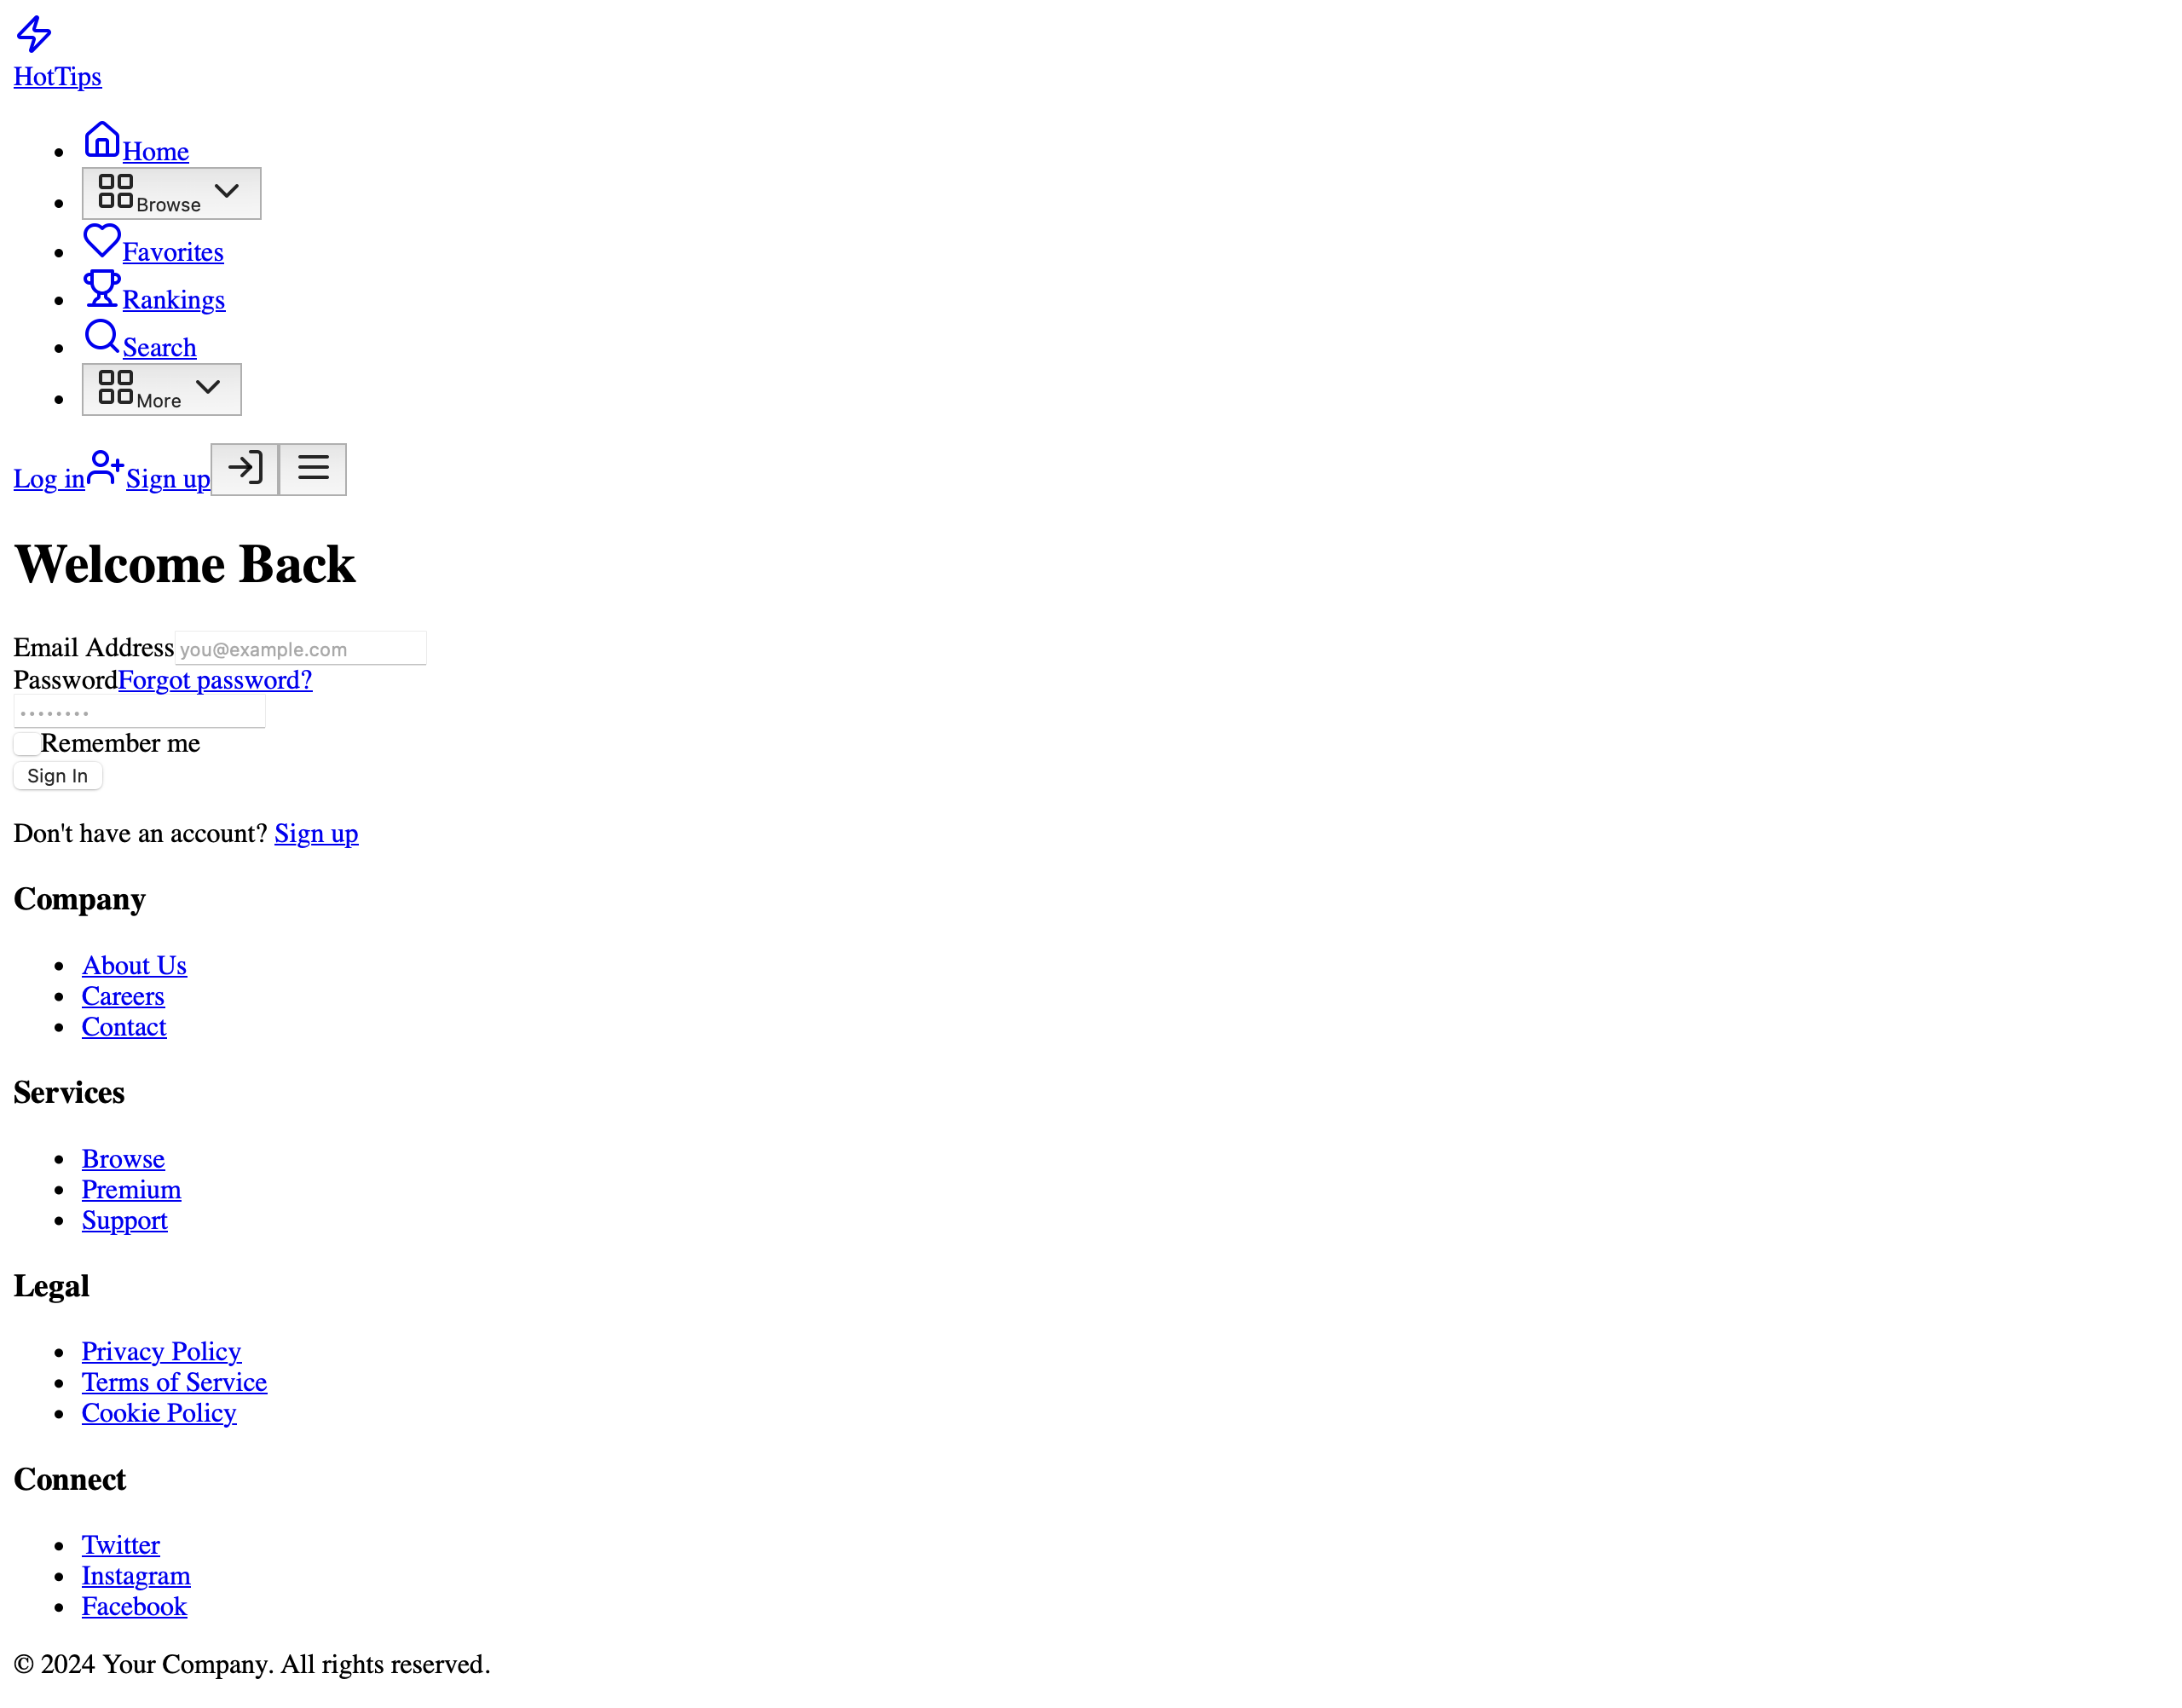 HotTips
Home
Browse
Favorites
Rankings
Search
More
Log in Sign up
Welcome Back
Email Address you@example.com
Password Forgot password?
••••••••
Remember me
Sign In
Don't have an account? Sign up
Company
About Us
Careers
Contact
Services
Browse
Premium
Support
Legal
Privacy Policy
Terms of Service
Cookie Policy
Connect
Twitter
Instagram
Facebook
© 2024 Your Company. All rights reserved.